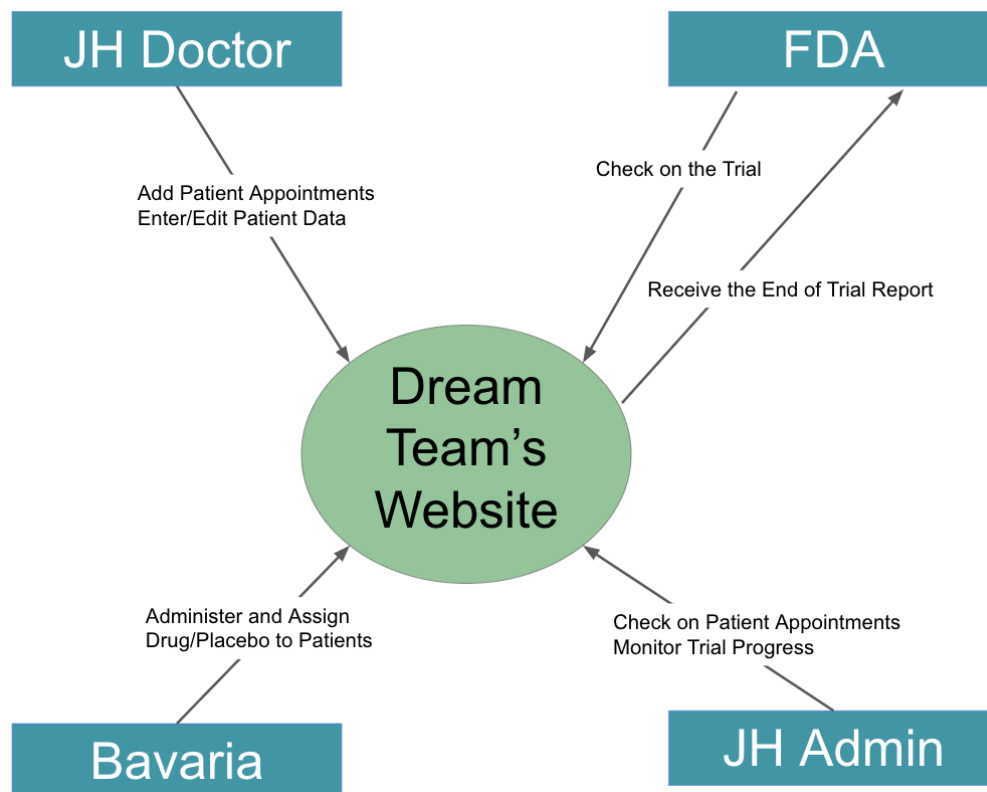 JH Doctor
FDA
Check on the Trial
Add Patient Appointments
Enter/Edit Patient Data
Receive the End of Trial Report
Dream
Team’s
Website
Administer and Assign
Drug/Placebo to Patients
Check on Patient Appointments
Monitor Trial Progress
Bavaria
JH Admin